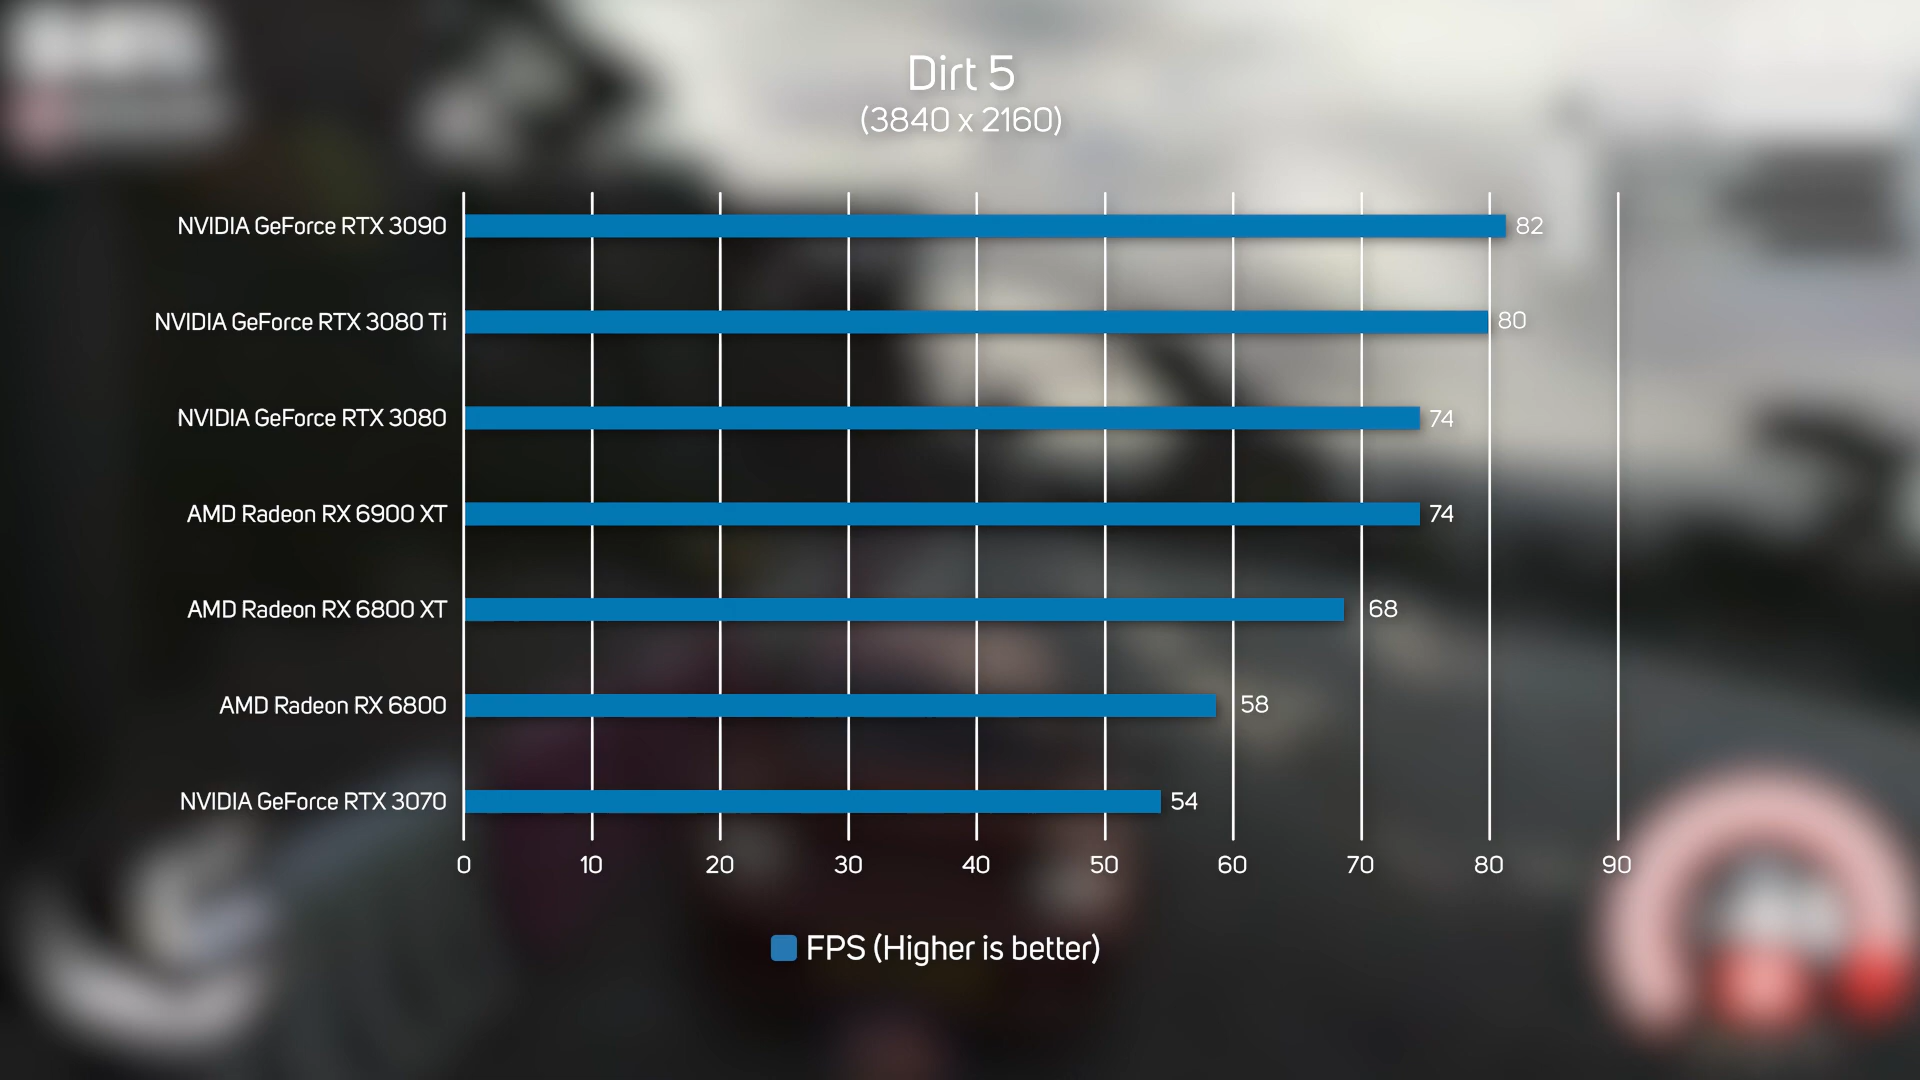 Dirt 5
(3840 x 2160)
NVIDIA GeForce RTX 3090 82
NVIDIA GeForce RTX 3080 Ti 80
NVIDIA GeForce RTX 3080 74
AMD Radeon RX 6900 XT 74
AMD Radeon RX 6800 XT 68
AMD Radeon RX 6800 58
NVIDIA GeForce RTX 3070 54
0 10 20 30 40 50 60 70 80 90
FPS (Higher is better)